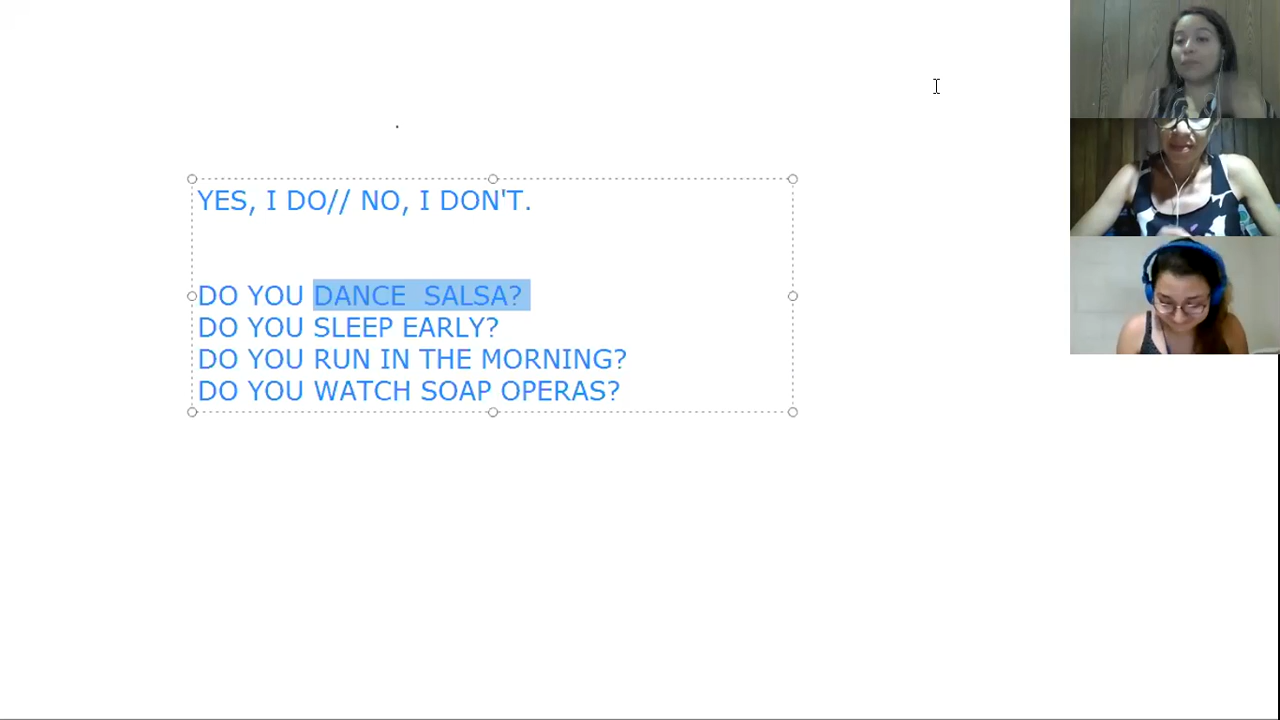 YES, I DO// NO, I DON'T.
DO YOU DANCE  SALSA?
DO YOU SLEEP EARLY?
DO YOU RUN IN THE MORNING?
DO YOU WATCH SOAP OPERAS?